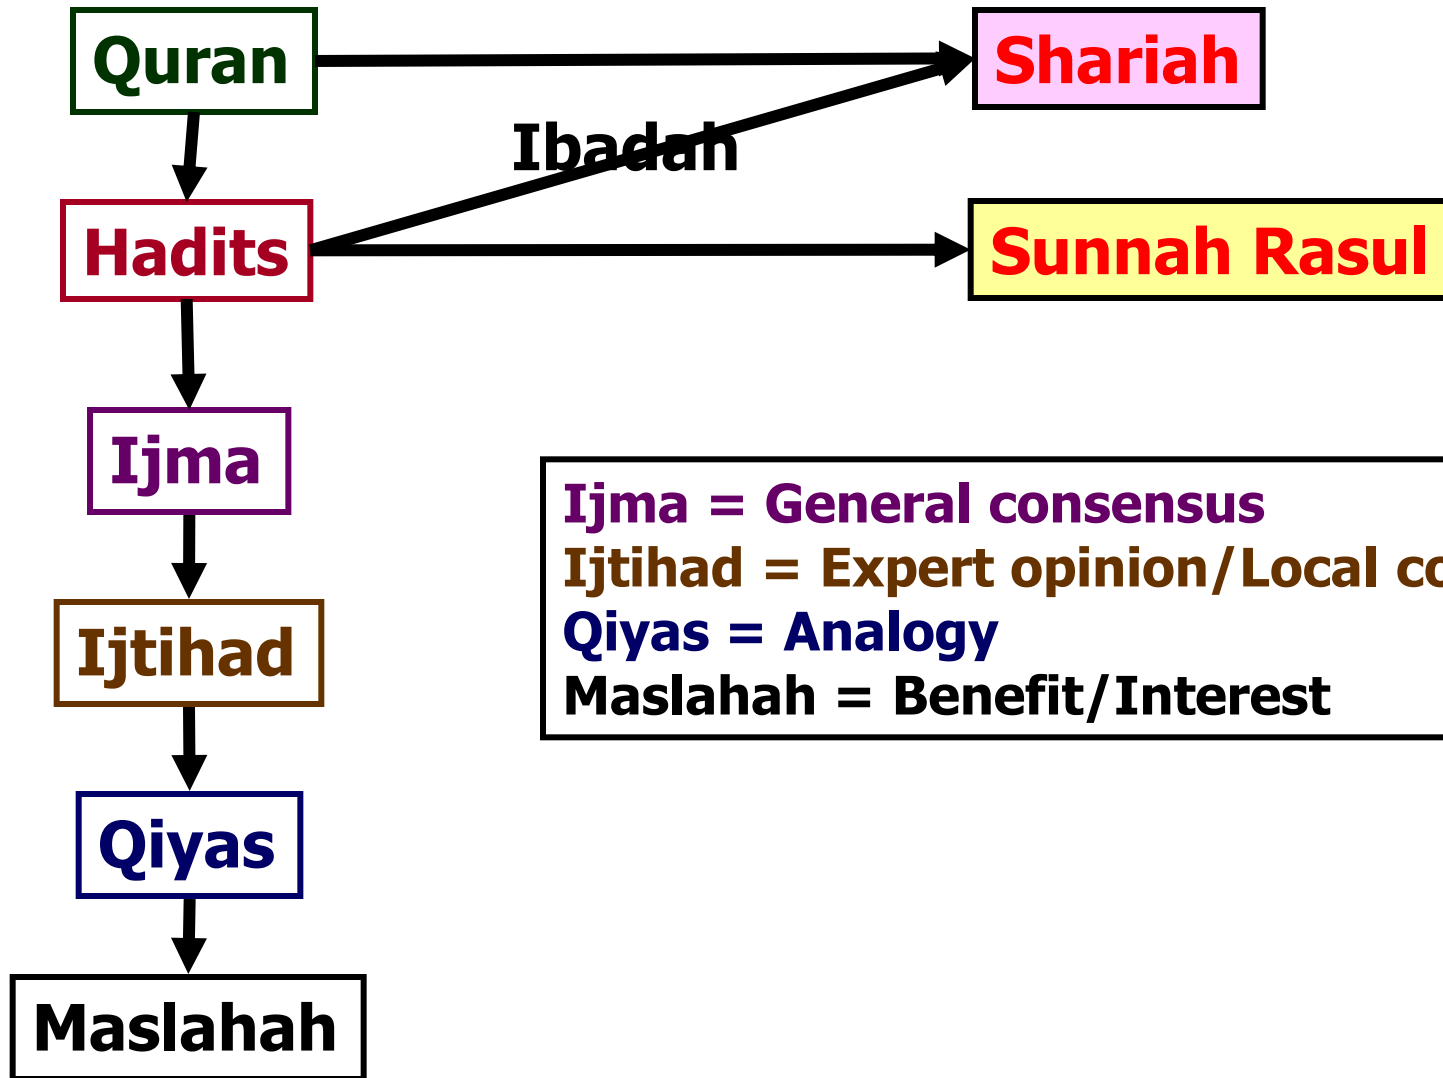 Quran
Shariah
Ibadah
Hadits
Sunnah Rasul
Ijma
Ijma = General consensus
Ijtihad = Expert opinion/Local
Qiyas = Analogy
Maslahah = Benefit/Interest
Ijtihad
Qiyas
Maslahah